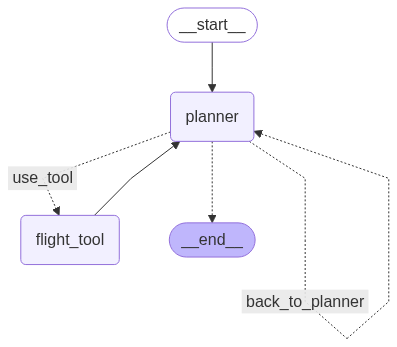 __start__
planner
use_tool
flight_tool
__end__
back_to_planner